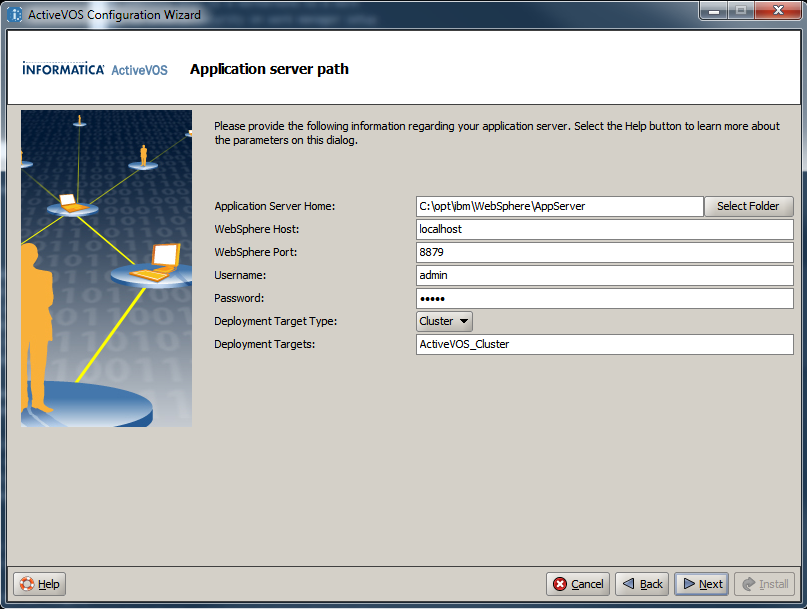 ActiveVOS Configuration Wizard
INFORMATICA ActiveVOS
Application server path
Please provide the following information regarding your application server. Select the Help button to learn more about
the parameters on this dialog.
Application Server Home: C:\opt\ibm\WebSphere\AppServer Select Folder
WebSphere Host: localhost
WebSphere Port: 8879
Username: admin
Password: •••••
Deployment Target Type: Cluster
Deployment Targets: ActiveVOS_Cluster
Help Cancel Back Next Install